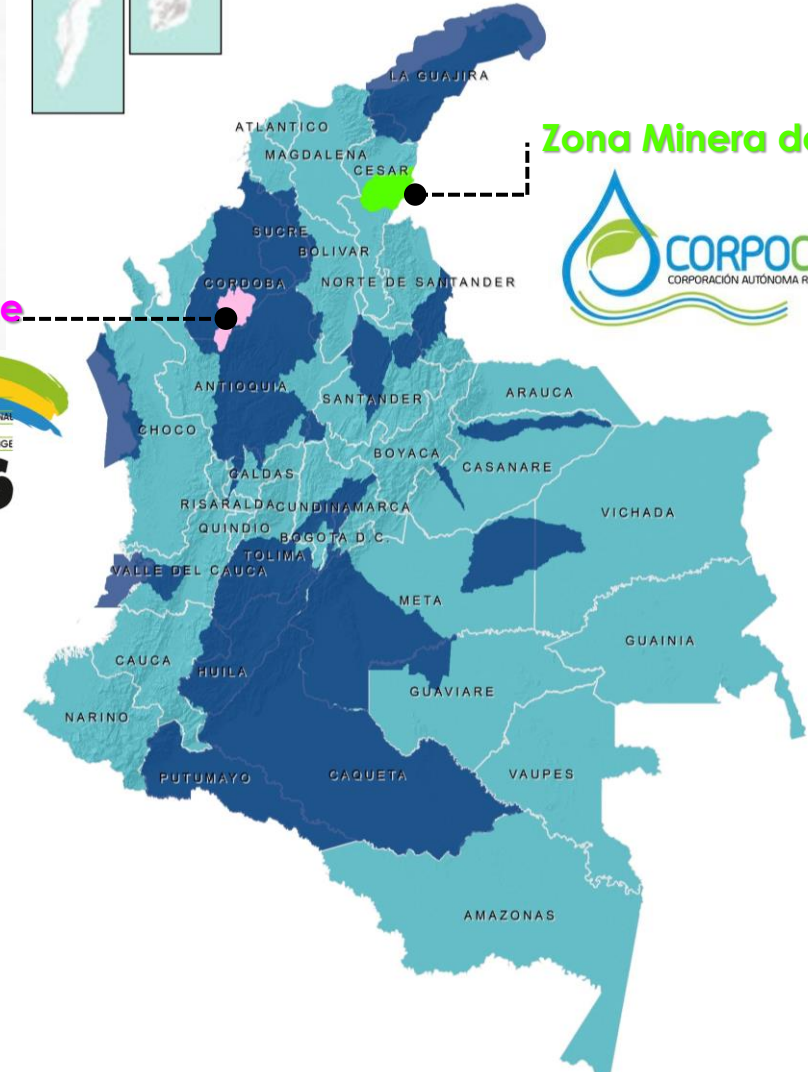 LA GUAJIRA
ATLANTICO
Zona Minera de
MAGDALENA
CESAR
SUCRE
BOLIVAR
CORPOC
CORPORACIÓN AUTÓNOMA R
CORDOBA
NORTE DE SANTANDER
e
ANTIOQUIA
SANTANDER
ARAUCA
NAL
CHOCO
GE
S
BOYACA
CASANARE
CALDAS
RISARALDA
CUNDINAMARCA
VICHADA
QUINDIO
BOGOTA D.C.
TOLIMA
VALLE DEL CAUCA
META
GUAINIA
CAUCA
HUILA
GUAVIARE
NARINO
PUTUMAYO
CAQUETA
VAUPES
AMAZONAS